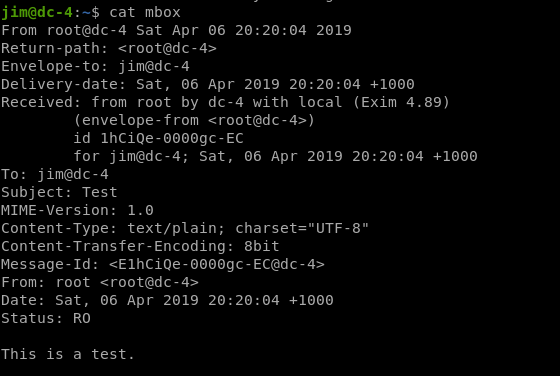 jim@dc-4:~$ cat mbox
From root@dc-4 Sat Apr 06 20:20:04 2019
Return-path: <root@dc-4>
Envelope-to: jim@dc-4
Delivery-date: Sat, 06 Apr 2019 20:20:04 +1000
Received: from root by dc-4 with local (Exim 4.89)
        (envelope-from <root@dc-4>)
        id 1hCiQe-0000gc-EC
        for jim@dc-4; Sat, 06 Apr 2019 20:20:04 +1000
To: jim@dc-4
Subject: Test
MIME-Version: 1.0
Content-Type: text/plain; charset="UTF-8"
Content-Transfer-Encoding: 8bit
Message-Id: <E1hCiQe-0000gc-EC@dc-4>
From: root <root@dc-4>
Date: Sat, 06 Apr 2019 20:20:04 +1000
Status: RO

This is a test.